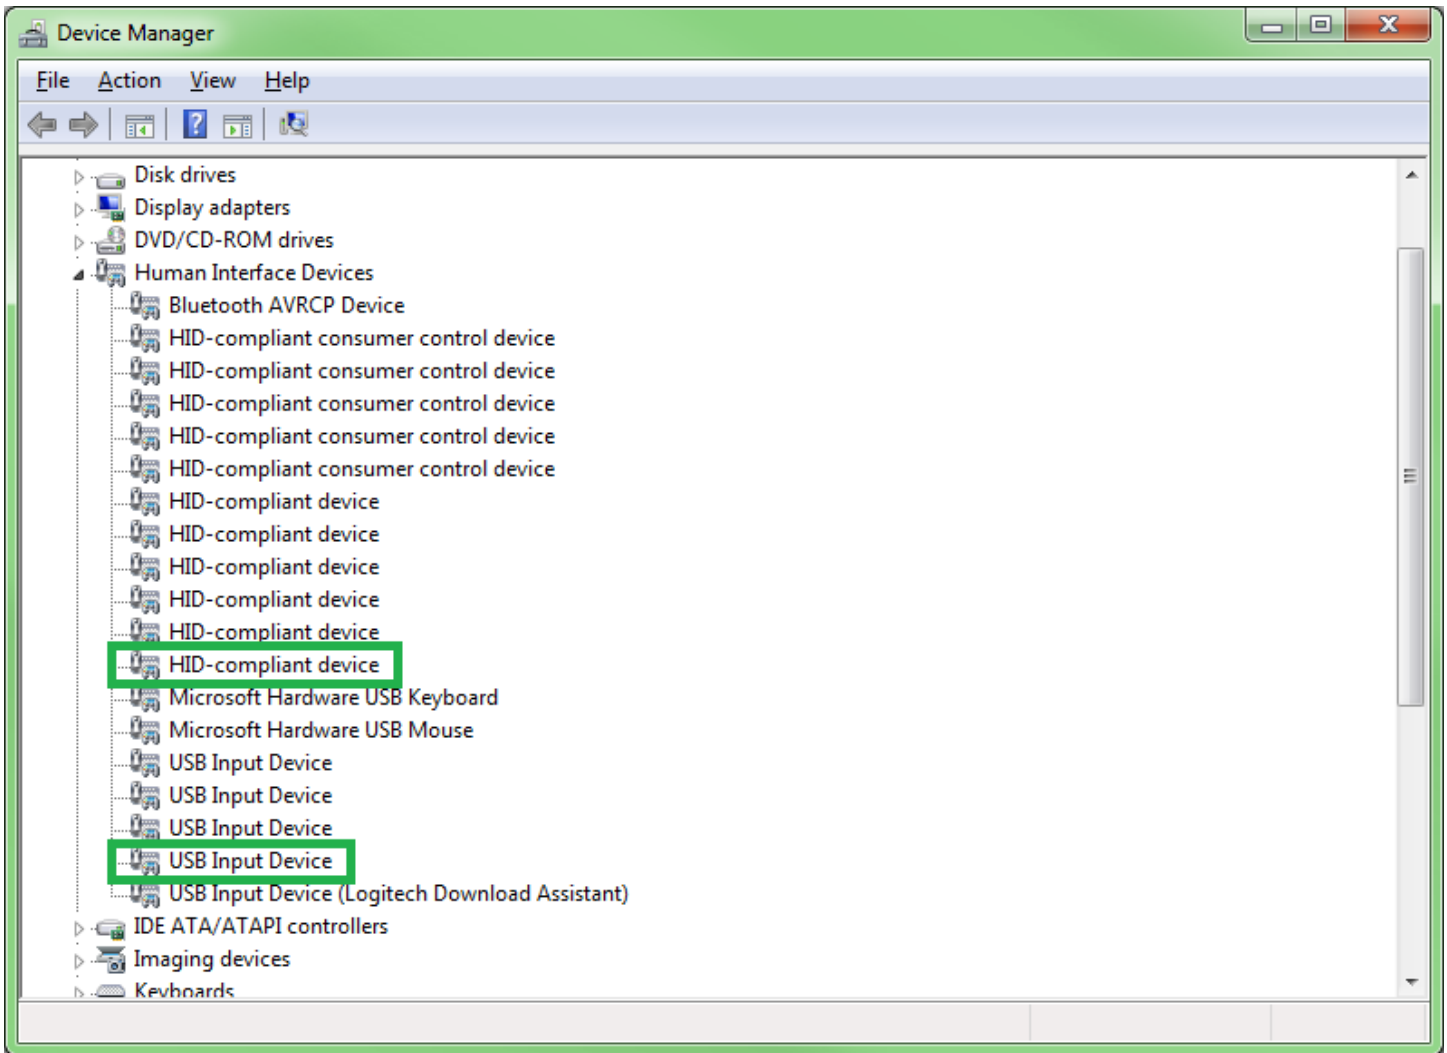 Device Manager
File Action View Help
Disk drives
Display adapters
DVD/CD-ROM drives
Human Interface Devices
Bluetooth AVRCP Device
HID-compliant consumer control device
HID-compliant consumer control device
HID-compliant consumer control device
HID-compliant consumer control device
HID-compliant consumer control device
HID-compliant device
HID-compliant device
HID-compliant device
HID-compliant device
HID-compliant device
HID-compliant device
Microsoft Hardware USB Keyboard
Microsoft Hardware USB Mouse
USB Input Device
USB Input Device
USB Input Device
USB Input Device
USB Input Device (Logitech Download Assistant)
IDE ATA/ATAPI controllers
Imaging devices
Keyboards